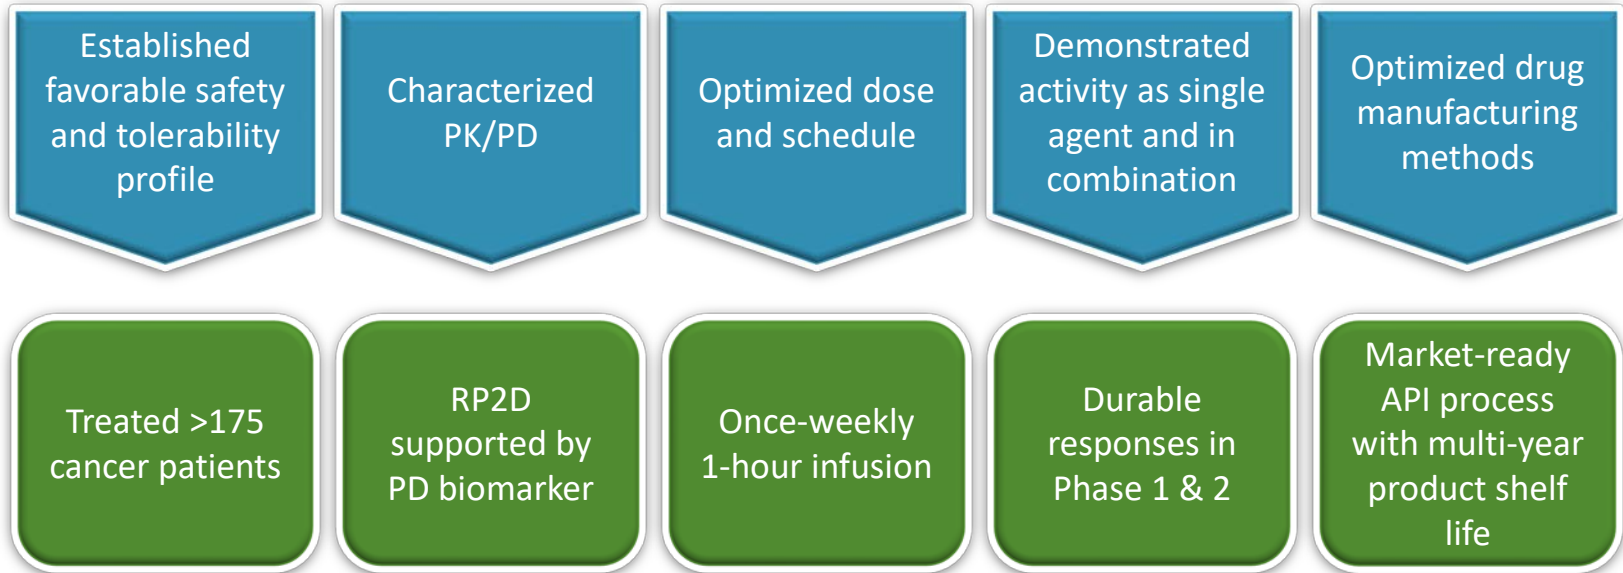 Established
favorable safety
and tolerability
profile
Characterized
PK/PD
Optimized dose
and schedule
Demonstrated
activity as single
agent and in
combination
Optimized drug
manufacturing
methods
Treated >175
cancer patients
RP2D
supported by
PD biomarker
Once-weekly
1-hour infusion
Durable
responses in
Phase 1 & 2
Market-ready
API process
with multi-year
product shelf
life